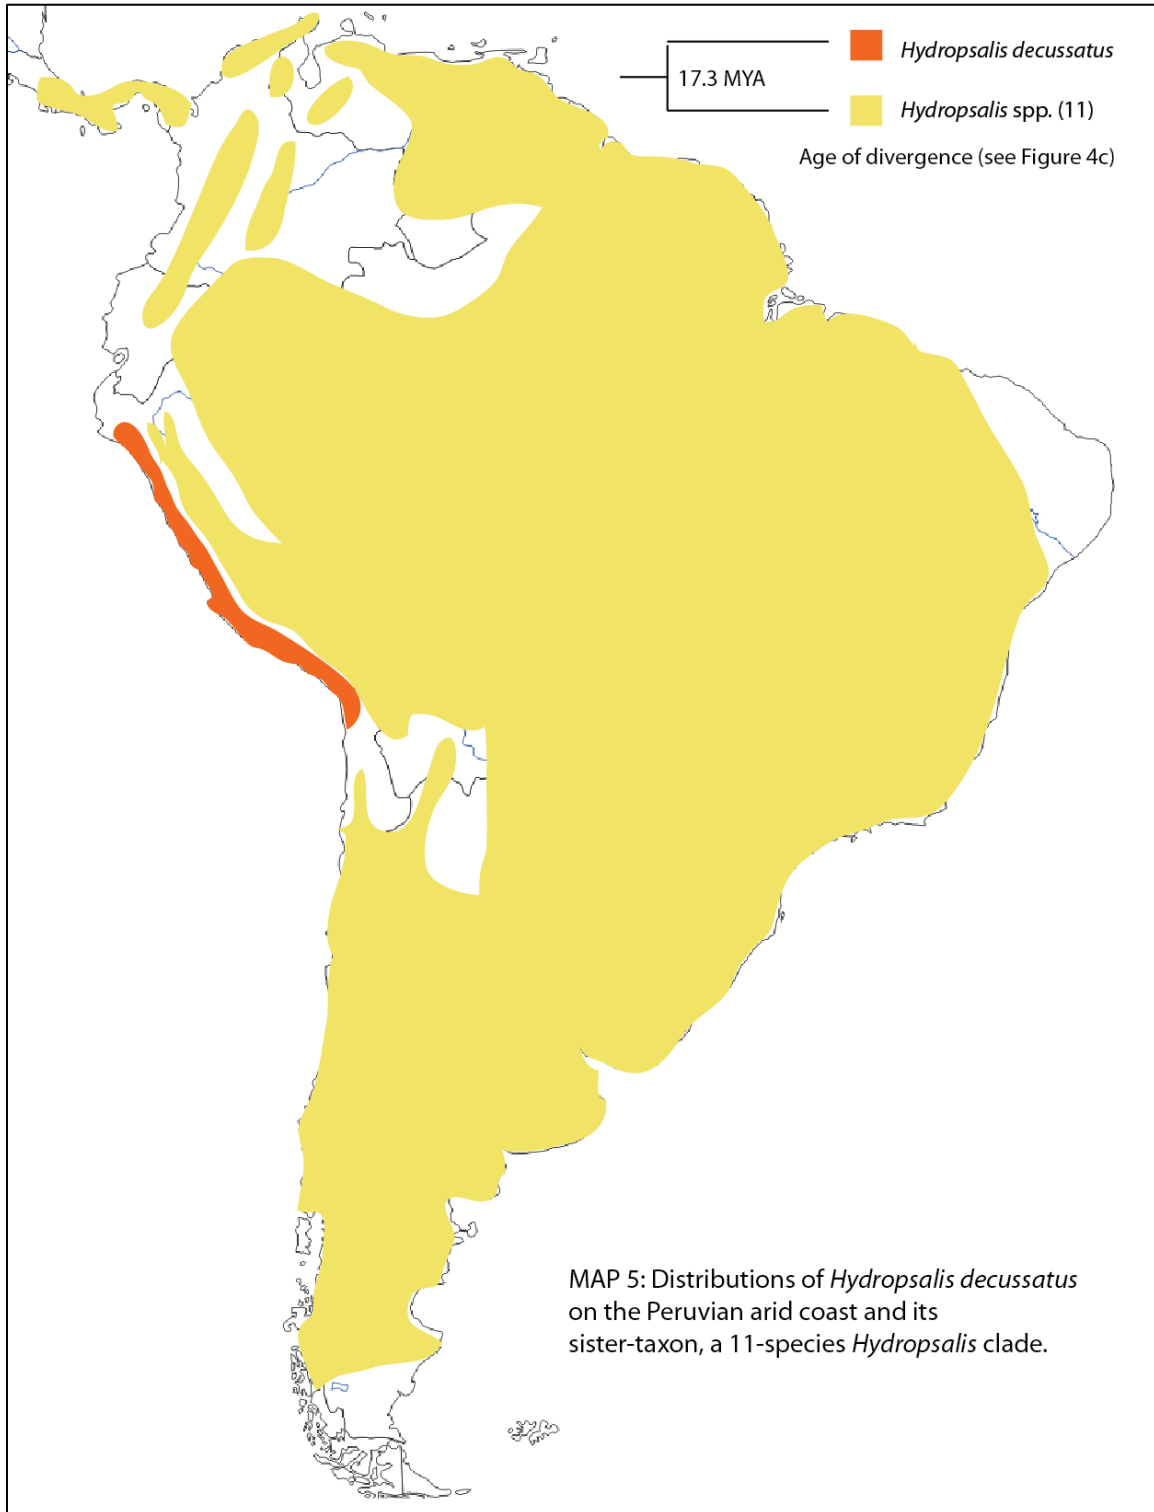 Hydropsalis decussatus
17.3 MYA
Hydropsalis spp. (11)
Age of divergence (see Figure 4c)
MAP 5: Distributions of Hydropsalis decussatus
on the Peruvian arid coast and its
sister-taxon, a 11-species Hydropsalis clade.